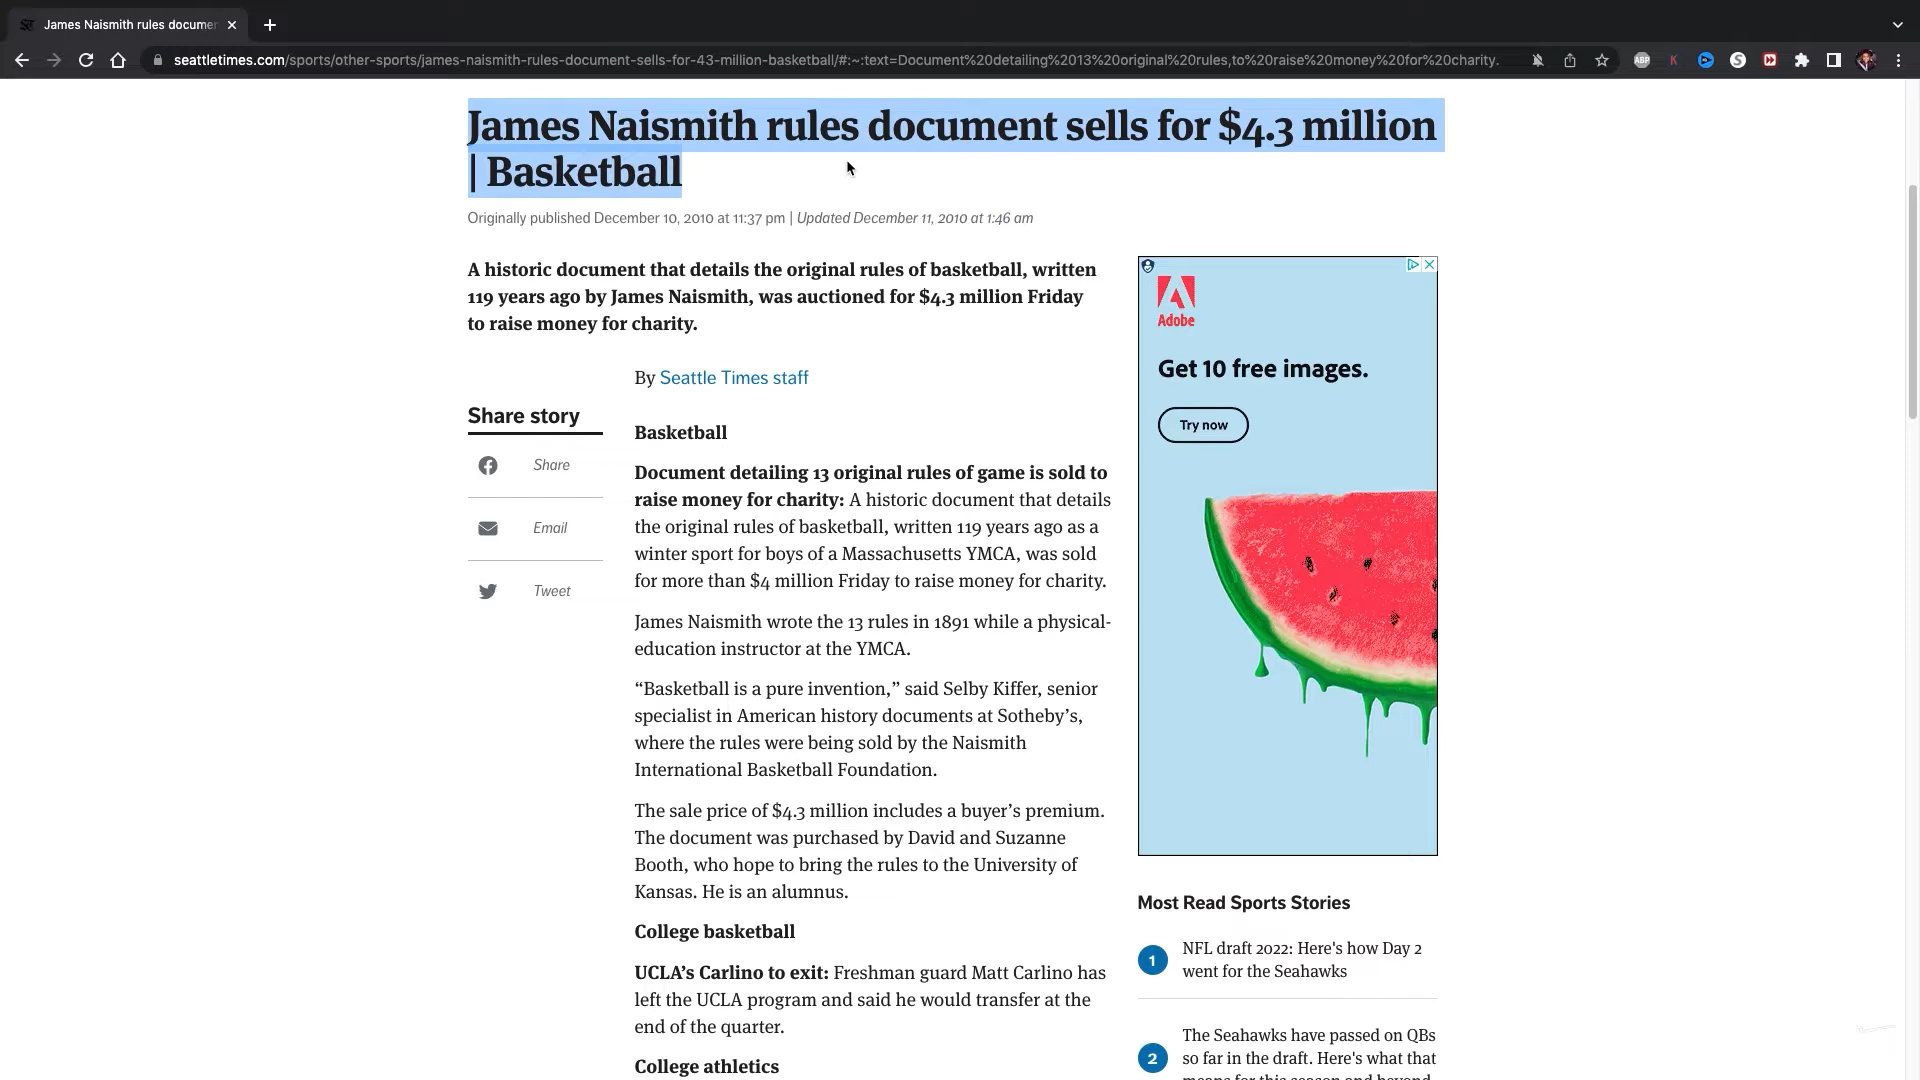 James Naismith rules documen
seattletimes.com/sports/other-sports/james-naismith-rules-document-sells-for-43-million-basketball/#:~:text=Document%20detailing%2013%20original%20rules,to%20raise%20money%20for%20charity.
ABP
K
S
James Naismith rules document sells for $4.3 million
| Basketball
Originally published December 10, 2010 at 11:37 pm | Updated December 11, 2010 at 1:46 am
A historic document that details the original rules of basketball, written
119 years ago by James Naismith, was auctioned for $4.3 million Friday
to raise money for charity.
By Seattle Times staff
Share story
Share
Email
Tweet
Basketball
Document detailing 13 original rules of game is sold to
raise money for charity: A historic document that details
the original rules of basketball, written 119 years ago as a
winter sport for boys of a Massachusetts YMCA, was sold
for more than $4 million Friday to raise money for charity.
James Naismith wrote the 13 rules in 1891 while a physical-
education instructor at the YMCA.
“Basketball is a pure invention,” said Selby Kiffer, senior
specialist in American history documents at Sotheby’s,
where the rules were being sold by the Naismith
International Basketball Foundation.
The sale price of $4.3 million includes a buyer’s premium.
The document was purchased by David and Suzanne
Booth, who hope to bring the rules to the University of
Kansas. He is an alumnus.
College basketball
UCLA’s Carlino to exit: Freshman guard Matt Carlino has
left the UCLA program and said he would transfer at the
end of the quarter.
College athletics
Adobe
Get 10 free images.
Try now
Most Read Sports Stories
1
NFL draft 2022: Here's how Day 2
went for the Seahawks
2
The Seahawks have passed on QBs
so far in the draft. Here's what that
means for this season and beyond